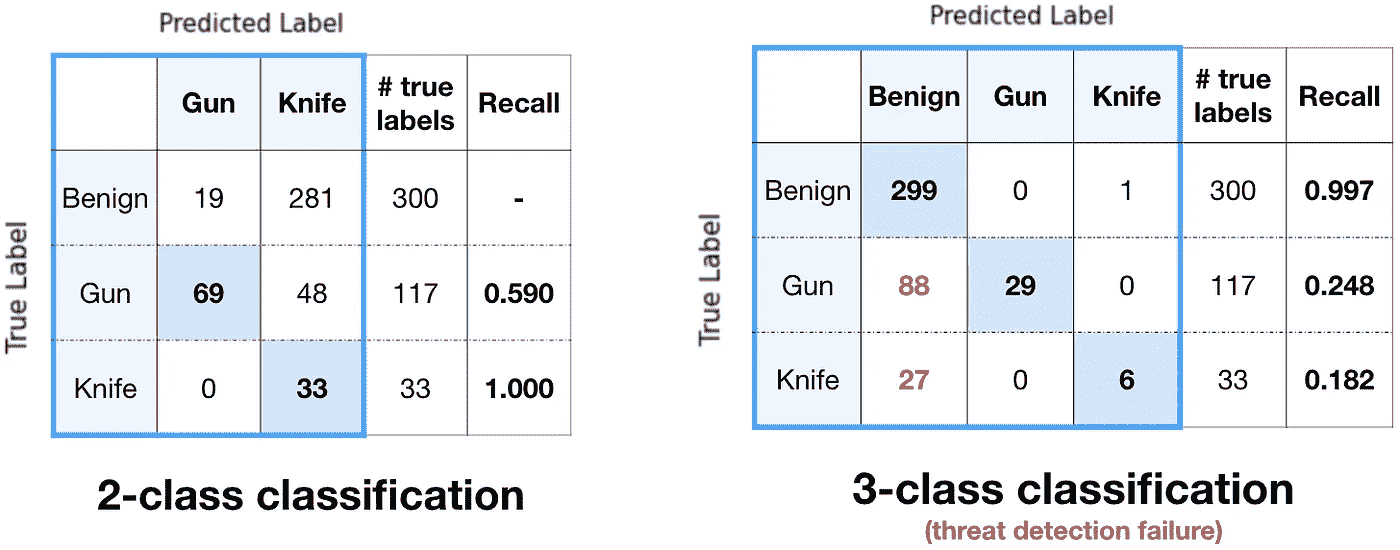 Predicted Label
Gun Knife # true labels Recall
Benign 19 281 300 -
Gun 69 48 117 0.590
Knife 0 33 33 1.000
True Label
2-class classification
Predicted Label
Benign Gun Knife # true labels Recall
Benign 299 0 1 300 0.997
Gun 88 29 0 117 0.248
Knife 27 0 6 33 0.182
True Label
3-class classification
(threat detection failure)